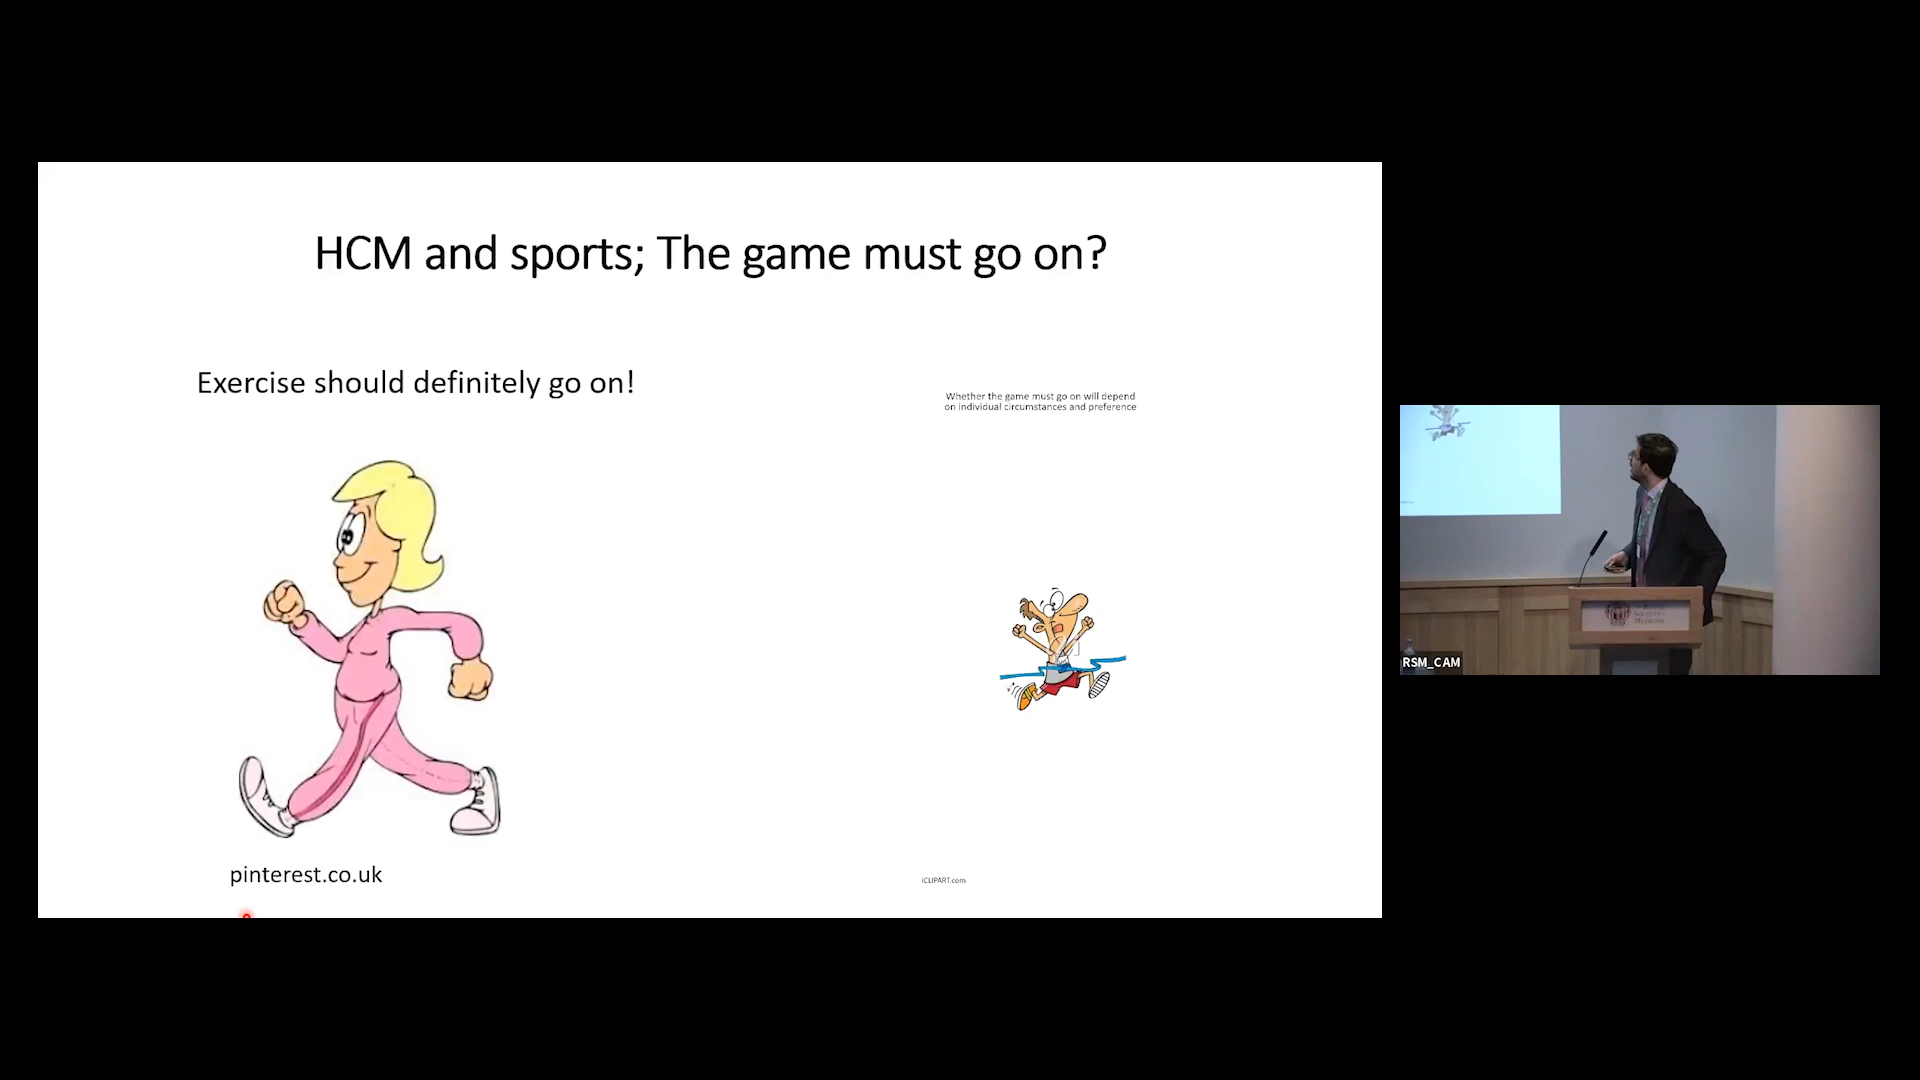 HCM and sports; The game must go on?
Exercise should definitely go on!
Whether the game must go on will depend
on individual circumstances and preference
pinterest.co.uk
iCLIPART.com
RSM_CAM